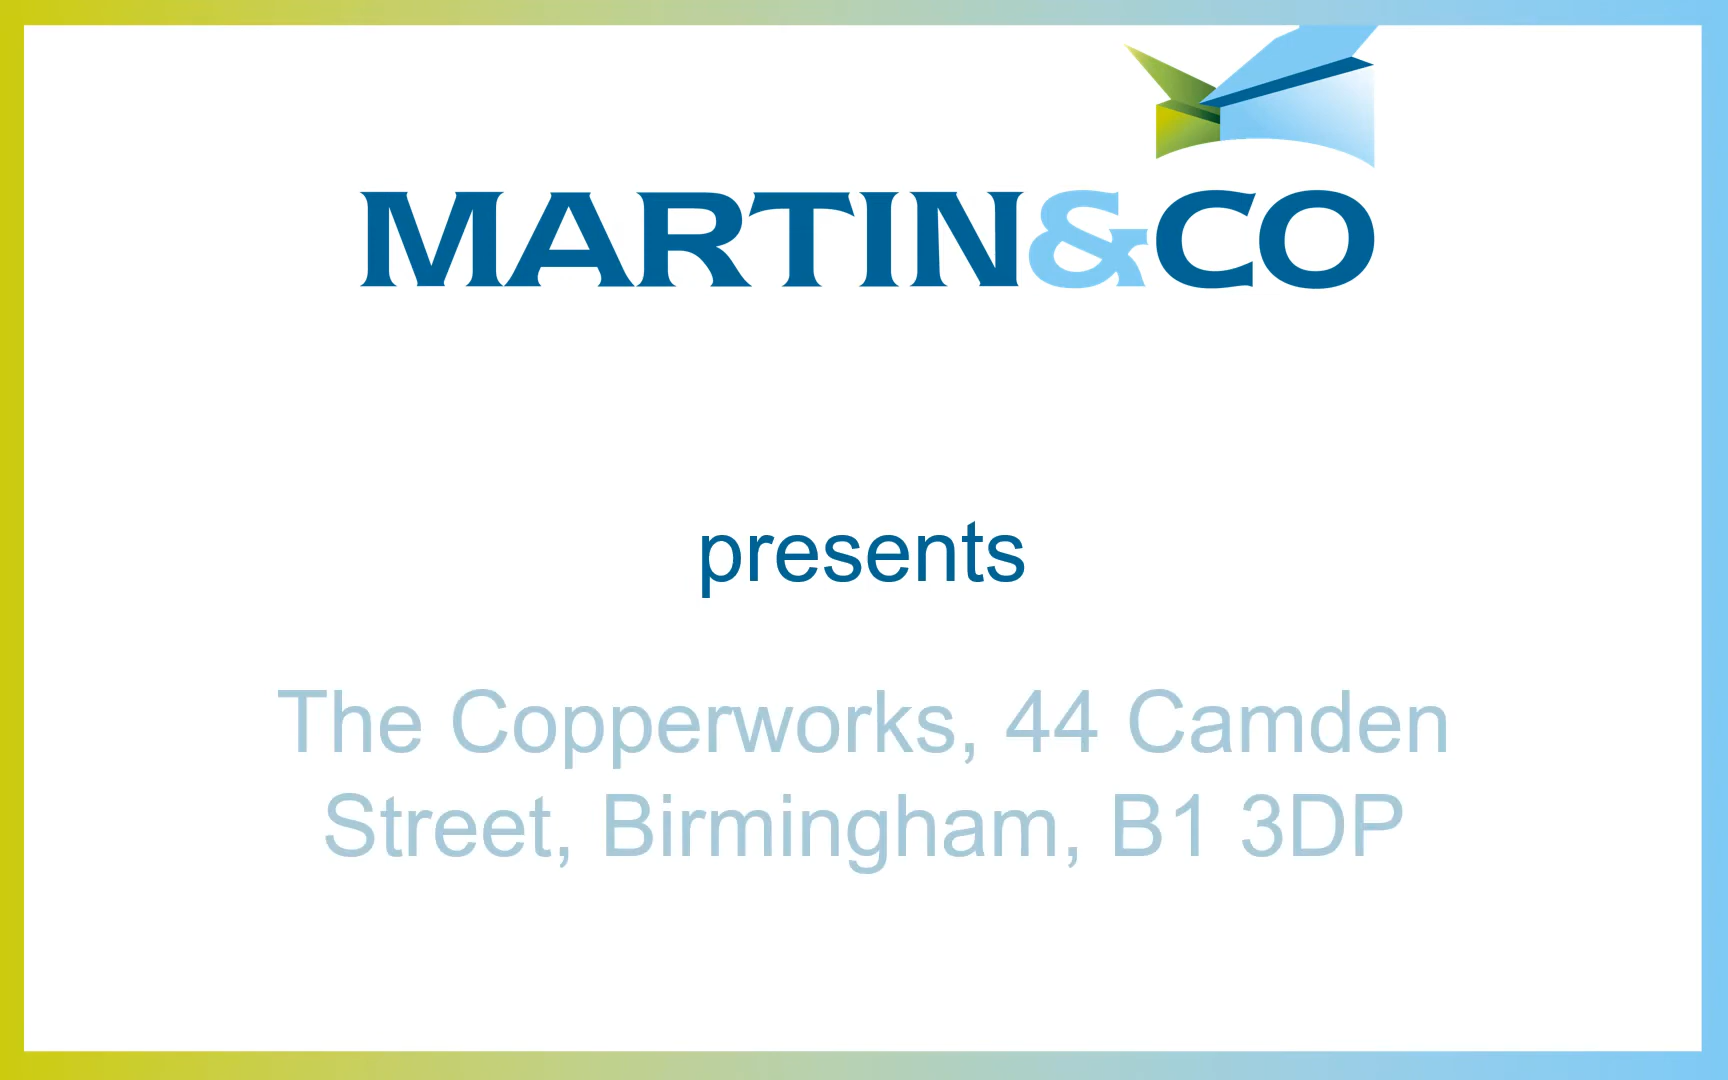 MARTIN&CO
presents
The Copperworks, 44 Camden
Street, Birmingham, B1 3DP